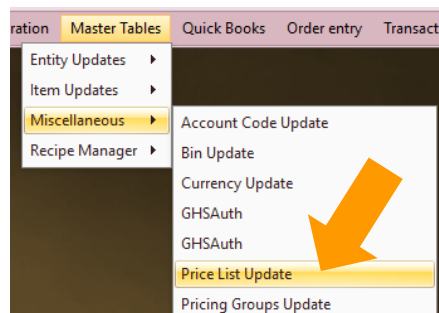 ration Master Tables Quick Books Order entry Transact
Entity Updates
Item Updates
Miscellaneous
Recipe Manager
Account Code Update
Bin Update
Currency Update
GHSAuth
GHSAuth
Price List Update
Pricing Groups Update